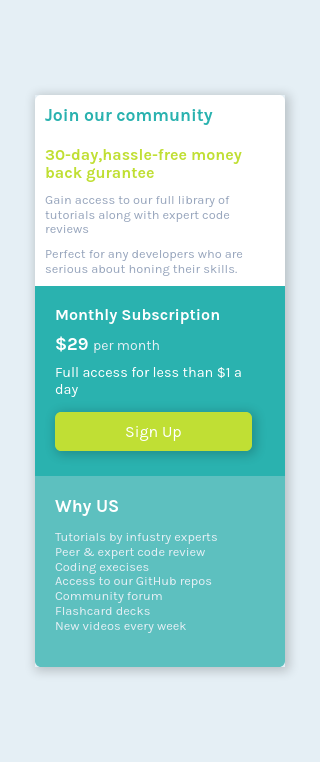 Join our community
30-day,hassle-free money
back gurantee
Gain access to our full library of
tutorials along with expert code
reviews
Perfect for any developers who are
serious about honing their skills.
Monthly Subscription
$29 per month
Full access for less than $1 a
day
Sign Up
Why US
Tutorials by infustry experts
Peer & expert code review
Coding execises
Access to our GitHub repos
Community forum
Flashcard decks
New videos every week